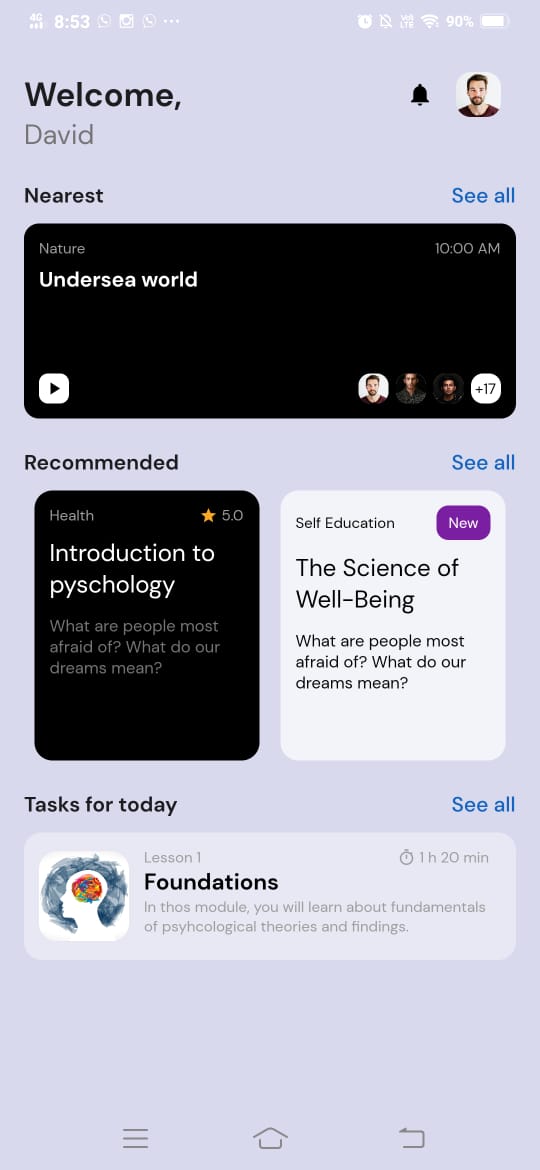 4G 8:53 90%
Welcome,
David
Nearest See all
Nature 10:00 AM
Undersea world
+17
Recommended See all
Health 5.0
Introduction to
pyschology
What are people most
afraid of? What do our
dreams mean?
Self Education New
The Science of
Well-Being
What are people most
afraid of? What do our
dreams mean?
Tasks for today See all
Lesson 1 1 h 20 min
Foundations
In thos module, you will learn about fundamentals
of psyhcological theories and findings.